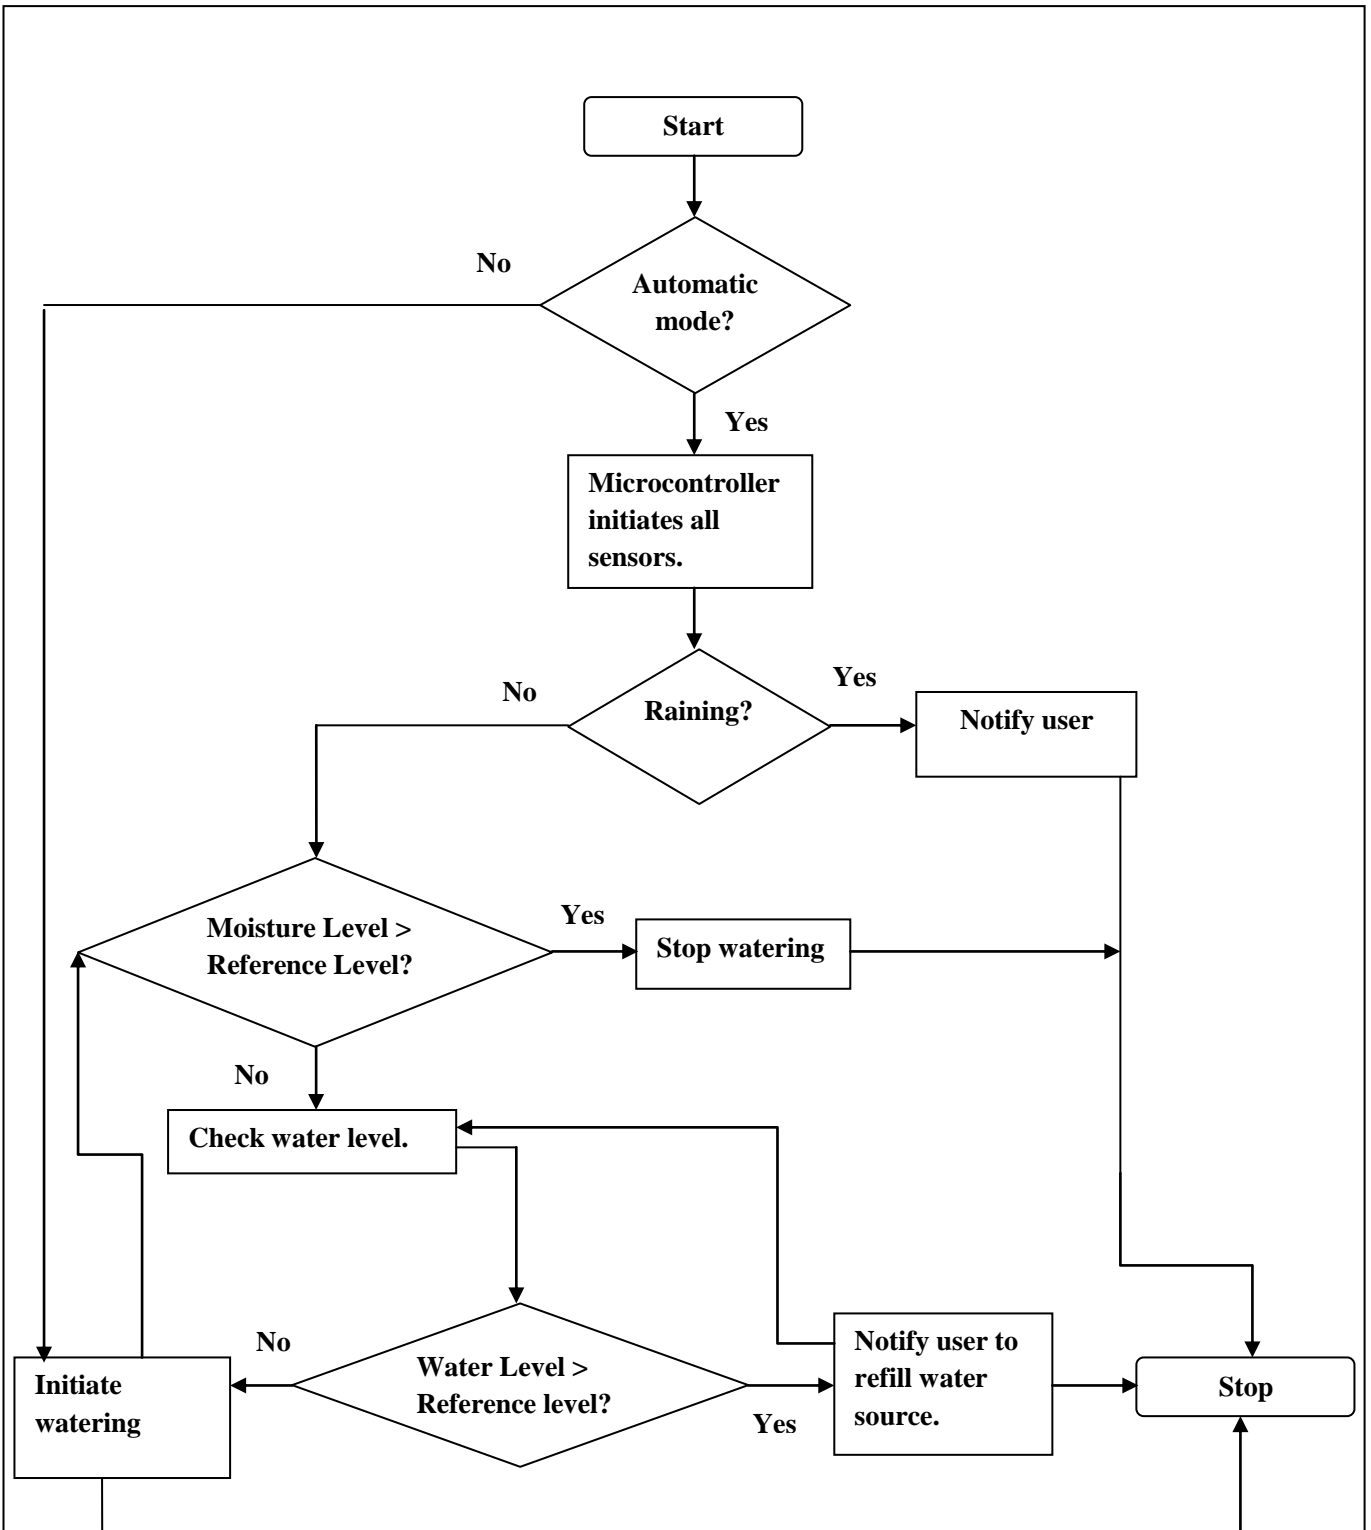 Start
No
Automatic
mode?
Yes
Microcontroller
initiates all
sensors.
No
Raining?
Yes
Notify user
Moisture Level >
Reference Level?
Yes
Stop watering
No
Check water level.
No
Water Level >
Reference level?
Yes
Notify user to
refill water
source.
Stop
Initiate
watering